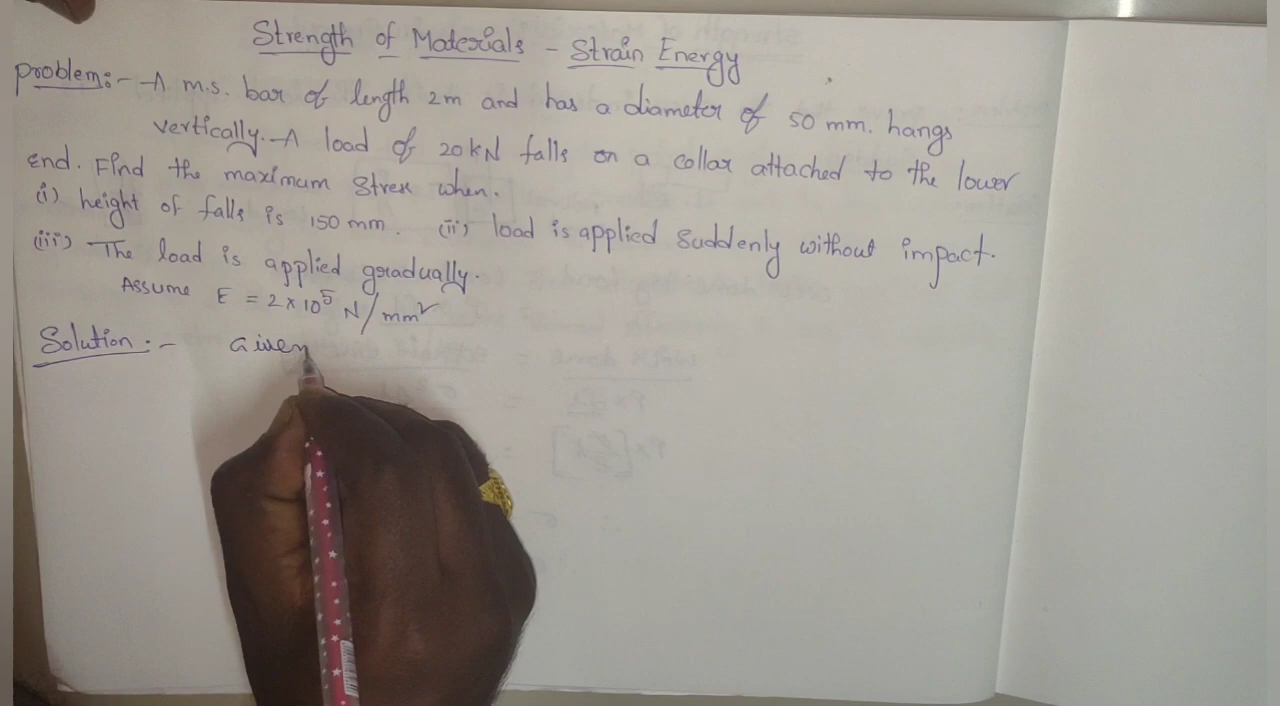 Strength of Materials - Strain Energy
problem:- A m.s. bar of length 2m and has a diameter of 50 mm. hangs
vertically. A load of 20kN falls on a collar attached to the lower
end. Find the maximum stress when.
(i) height of falls is 150 mm. (ii) load is applied suddenly without impact.
(iii) The load is applied gradually.
Assume E = 2×10⁵ N/mm²
Solution:- Given